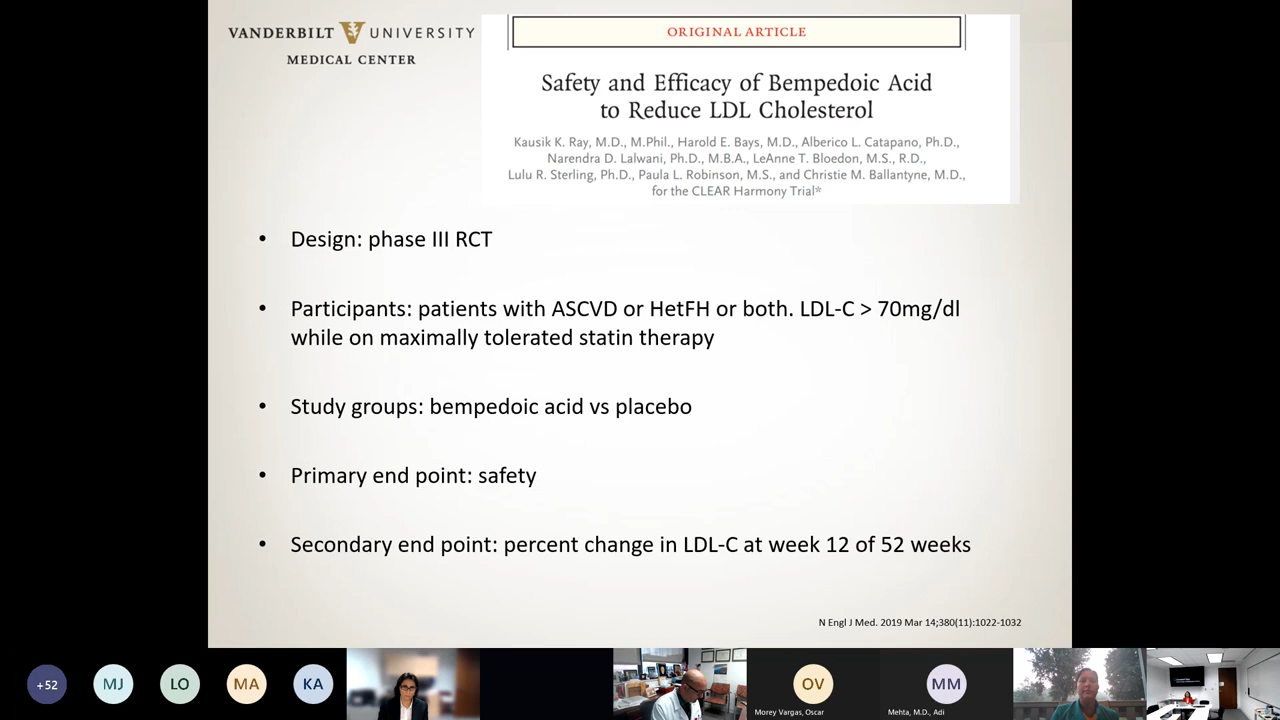 VANDERBILT UNIVERSITY
MEDICAL CENTER
ORIGINAL ARTICLE
Safety and Efficacy of Bempedoic Acid
to Reduce LDL Cholesterol
Kausik K. Ray, M.D., M.Phil., Harold E. Bays, M.D., Alberico L. Catapano, Ph.D.,
Narendra D. Lalwani, Ph.D., M.B.A., LeAnne T. Bloedon, M.S., R.D.,
Lulu R. Sterling, Ph.D., Paula L. Robinson, M.S., and Christie M. Ballantyne, M.D.,
for the CLEAR Harmony Trial*
• Design: phase III RCT
• Participants: patients with ASCVD or HetFH or both. LDL-C > 70mg/dl
while on maximally tolerated statin therapy
• Study groups: bempedoic acid vs placebo
• Primary end point: safety
• Secondary end point: percent change in LDL-C at week 12 of 52 weeks
N Engl J Med. 2019 Mar 14;380(11):1022-1032
+52
MJ
LO
MA
KA
OV
Morey Vargas, Oscar
MM
Mehta, M.D., Adi